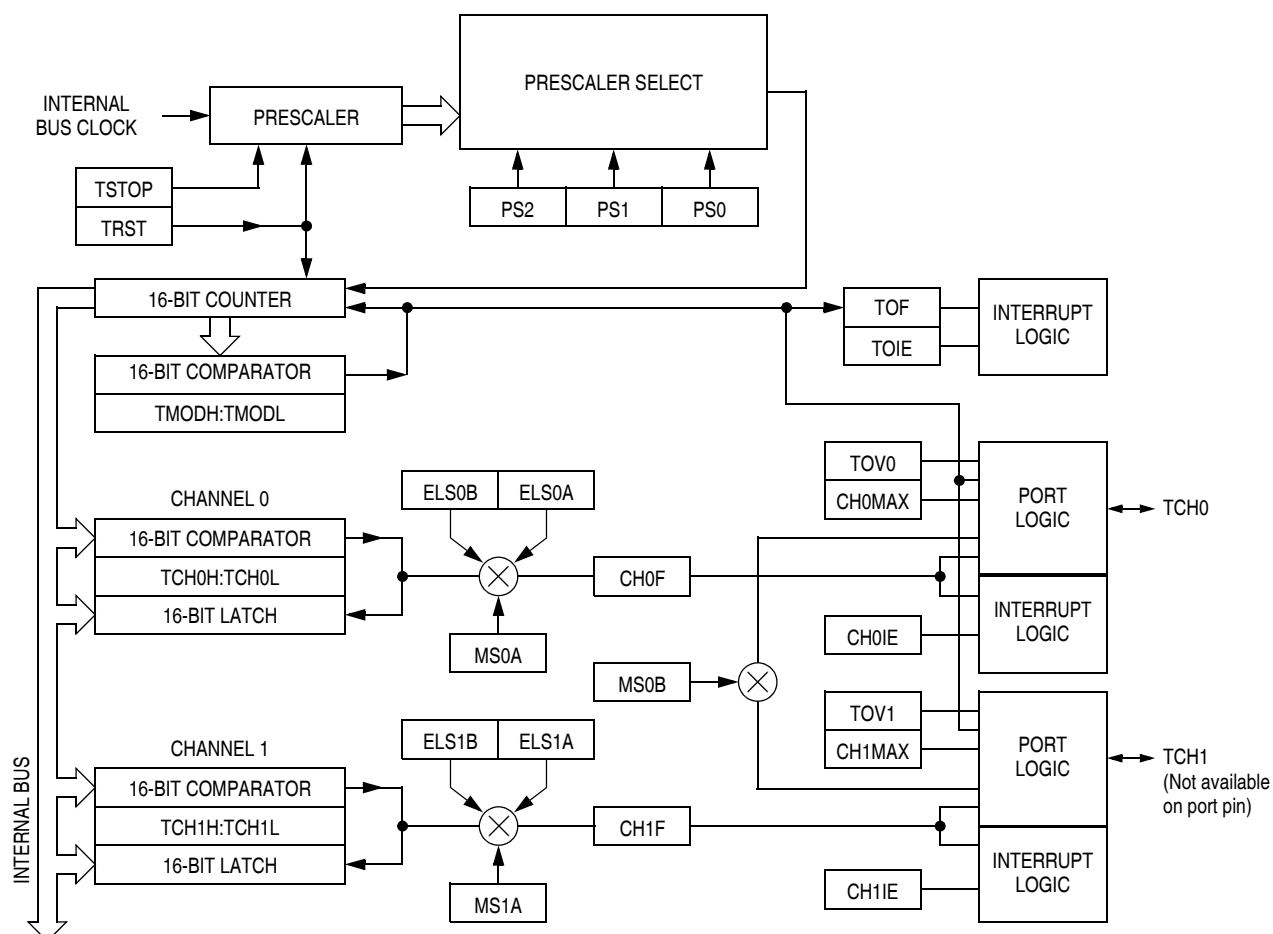 PRESCALER SELECT
INTERNAL
BUS CLOCK
PRESCALER
TSTOP
TRST
PS2 PS1 PS0
16-BIT COUNTER
TOF
TOIE
INTERRUPT
LOGIC
16-BIT COMPARATOR
TMODH:TMODL
CHANNEL 0
16-BIT COMPARATOR
TCH0H:TCH0L
16-BIT LATCH
ELS0B ELS0A
MS0A
CH0F
TOV0
CH0MAX
PORT
LOGIC
TCH0
INTERRUPT
LOGIC
CH0IE
MS0B
CHANNEL 1
16-BIT COMPARATOR
TCH1H:TCH1L
16-BIT LATCH
ELS1B ELS1A
MS1A
CH1F
TOV1
CH1MAX
PORT
LOGIC
TCH1
(Not available
on port pin)
INTERRUPT
LOGIC
CH1IE
INTERNAL BUS